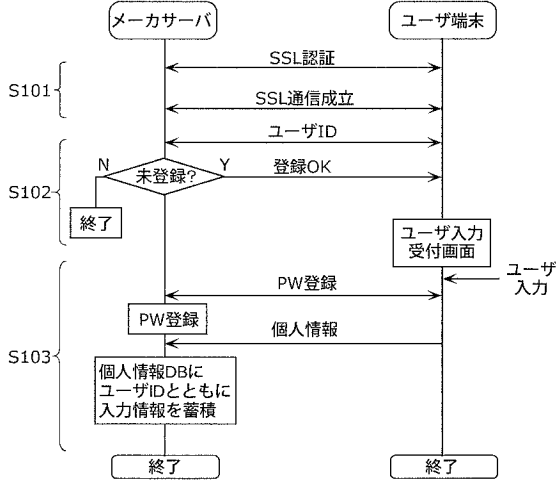 メーカサーバ
ユーザ端末
SSL認証
S101
SSL通信成立
ユーザID
N
未登録?
Y
登録OK
S102
終了
ユーザ入力
受付画面
ユーザ
入力
PW登録
PW登録
個人情報
S103
個人情報DBに
ユーザIDとともに
入力情報を蓄積
終了
終了